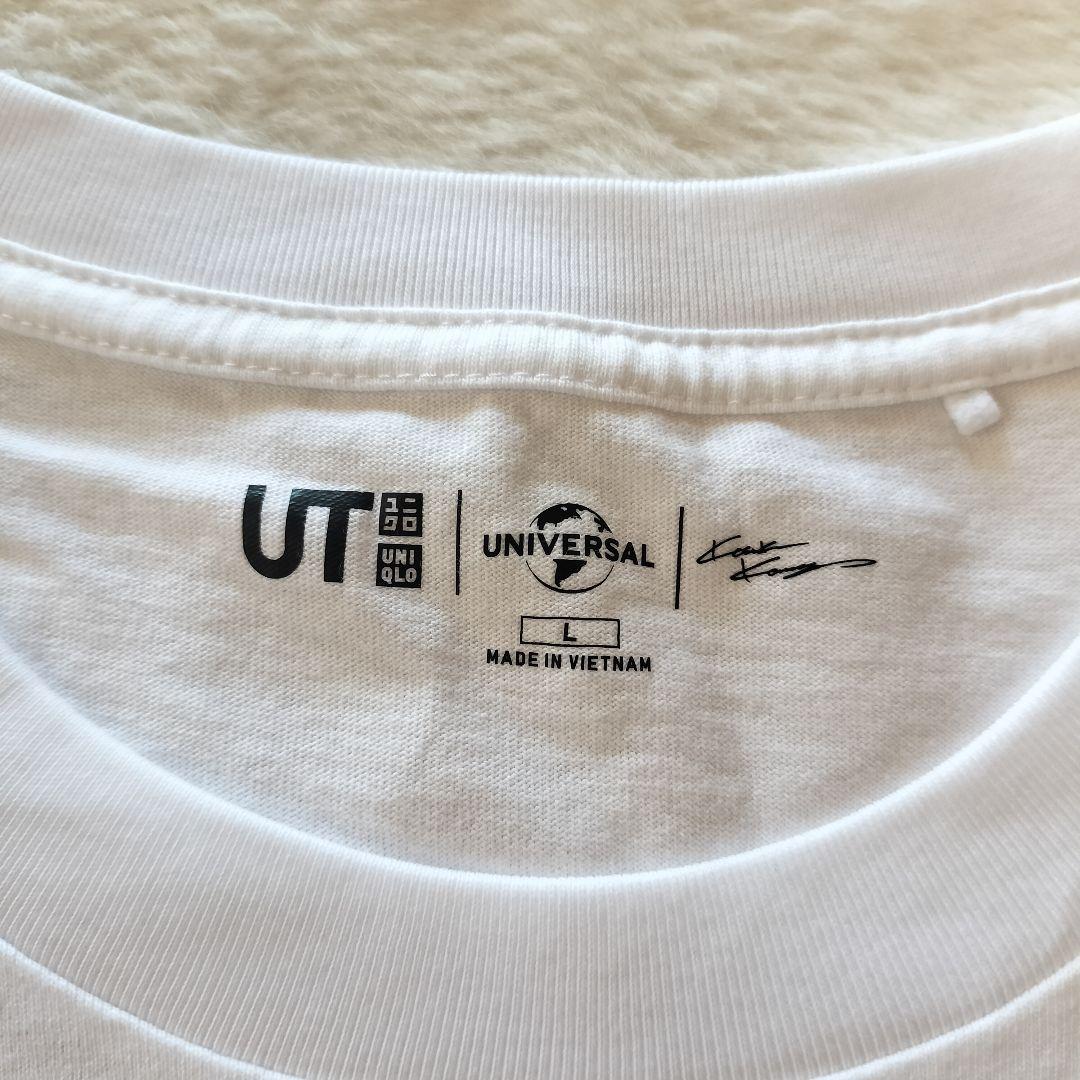 UT
ユニ
クロ
UNI
QLO
UNIVERSAL
L
MADE IN VIETNAM